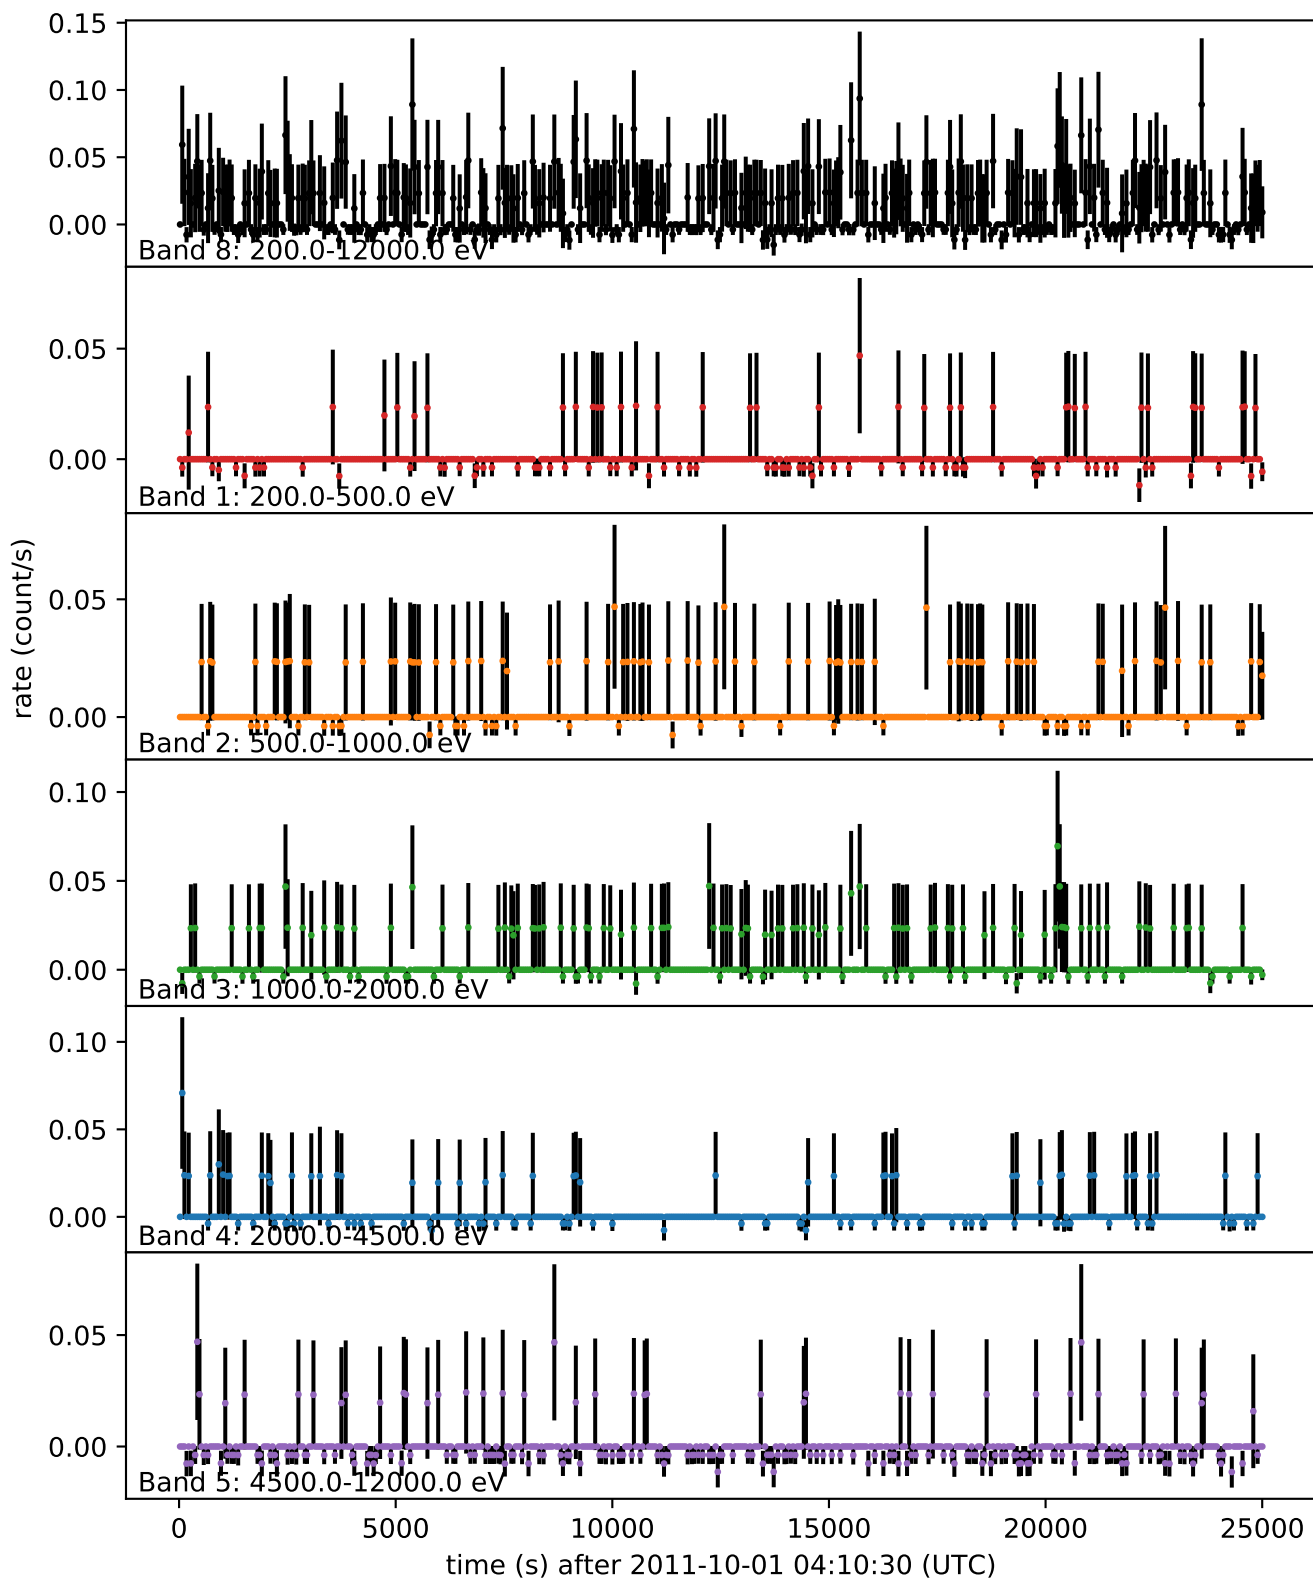 0.15
0.10
0.05
0.00
Band 8: 200.0-12000.0 eV
0.05
0.00
Band 1: 200.0-500.0 eV
0.05
0.00
Band 2: 500.0-1000.0 eV
rate (count/s)
0.10
0.05
0.00
Band 3: 1000.0-2000.0 eV
0.10
0.05
0.00
Band 4: 2000.0-4500.0 eV
0.05
0.00
Band 5: 4500.0-12000.0 eV
0 5000 10000 15000 20000 25000
time (s) after 2011-10-01 04:10:30 (UTC)